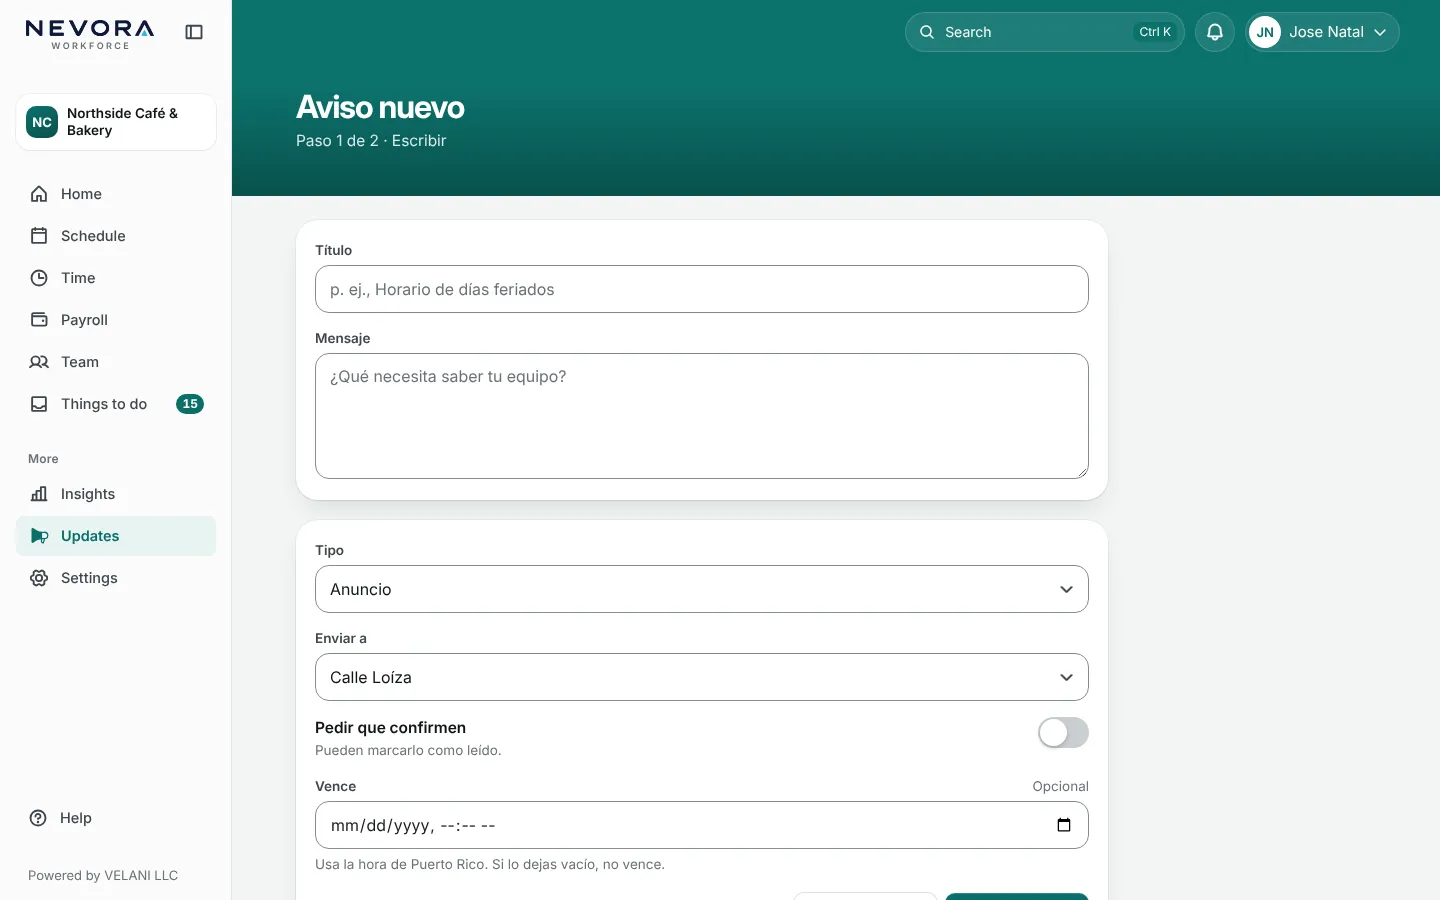 NEVORA
WORKFORCE
Search
Ctrl K
JN
Jose Natal
NC
Northside Café &
Bakery
Home
Schedule
Time
Payroll
Team
Things to do
15
More
Insights
Updates
Settings
Help
Powered by VELANI LLC
Aviso nuevo
Paso 1 de 2 · Escribir
Título
p. ej., Horario de días feriados
Mensaje
¿Qué necesita saber tu equipo?
Tipo
Anuncio
Enviar a
Calle Loíza
Pedir que confirmen
Pueden marcarlo como leído.
Vence
Opcional
mm/dd/yyyy, --:-- --
Usa la hora de Puerto Rico. Si lo dejas vacío, no vence.